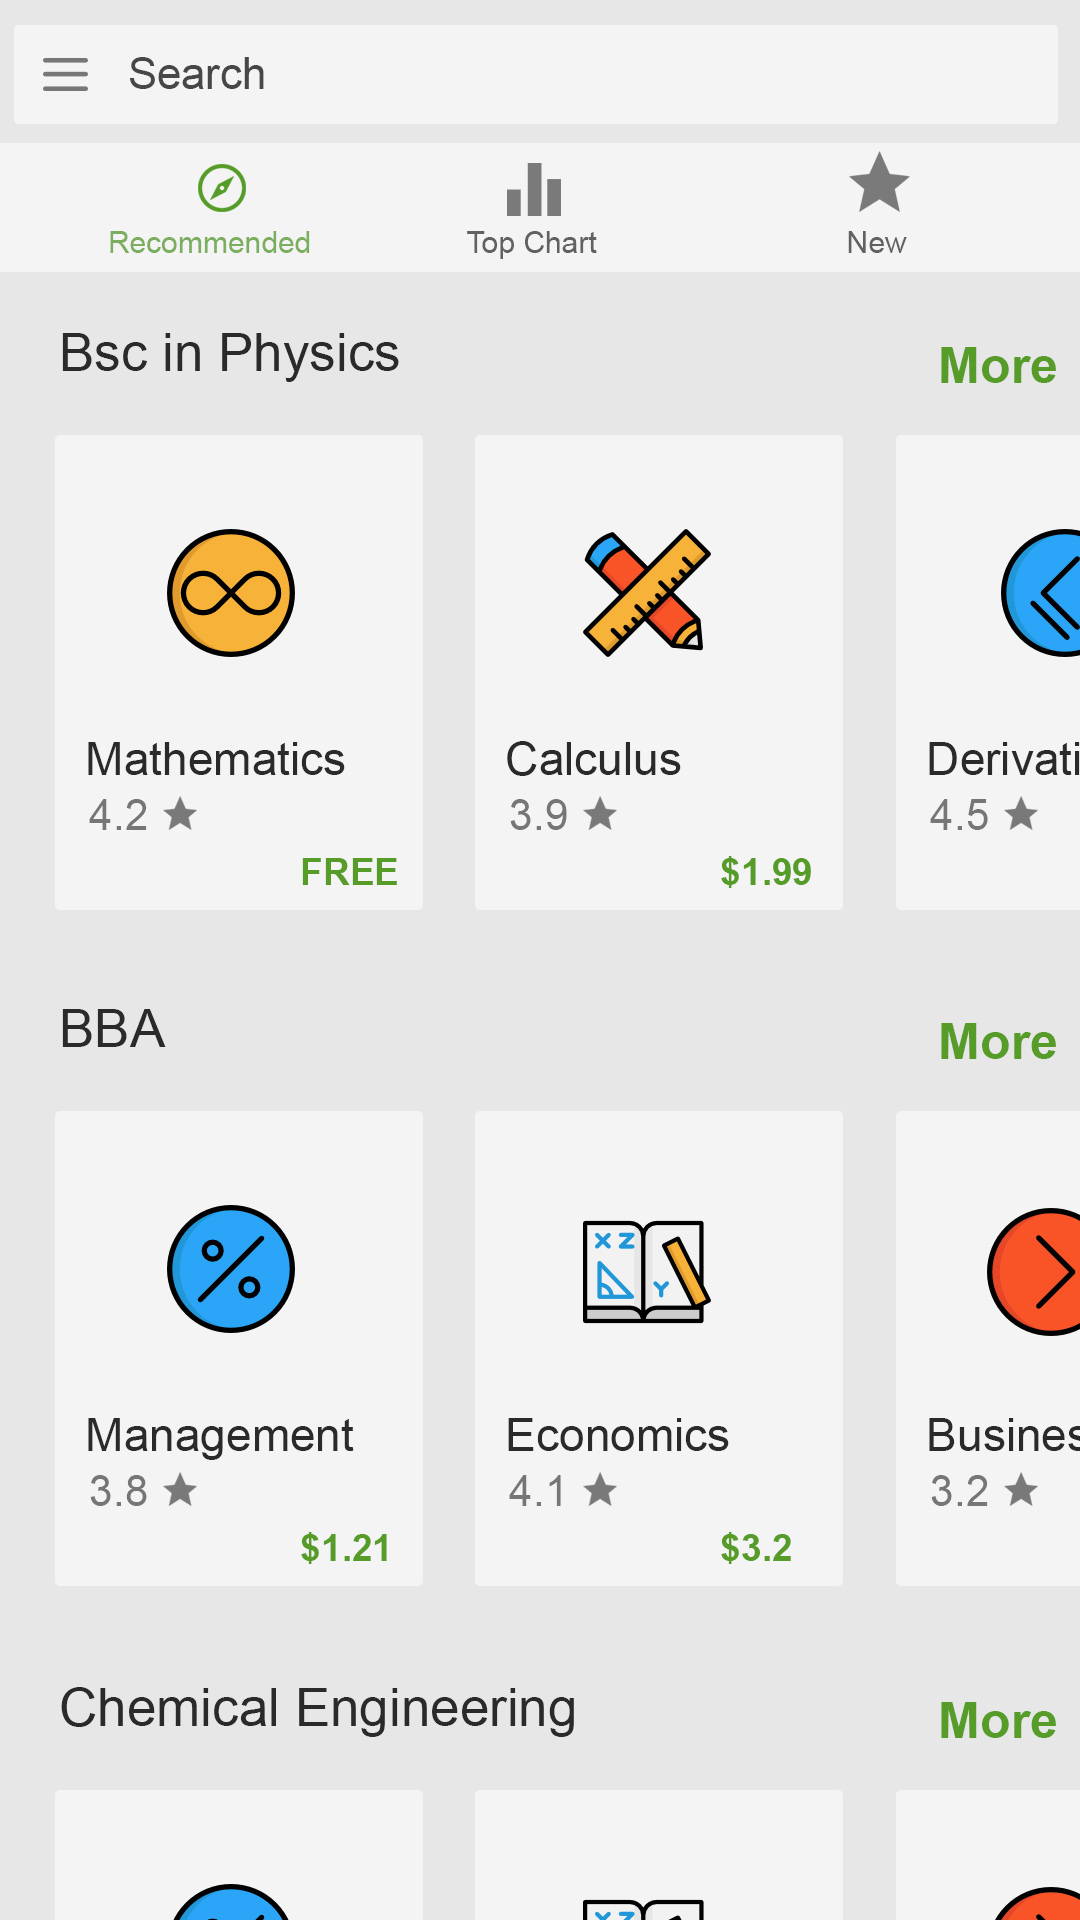 Search
Recommended
Top Chart
New
Bsc in Physics
More
Mathematics
4.2
FREE
Calculus
3.9
$1.99
Derivati
4.5
BBA
More
Management
3.8
$1.21
X Z
Y
Economics
4.1
$3.2
Busines
3.2
Chemical Engineering
More
X Z